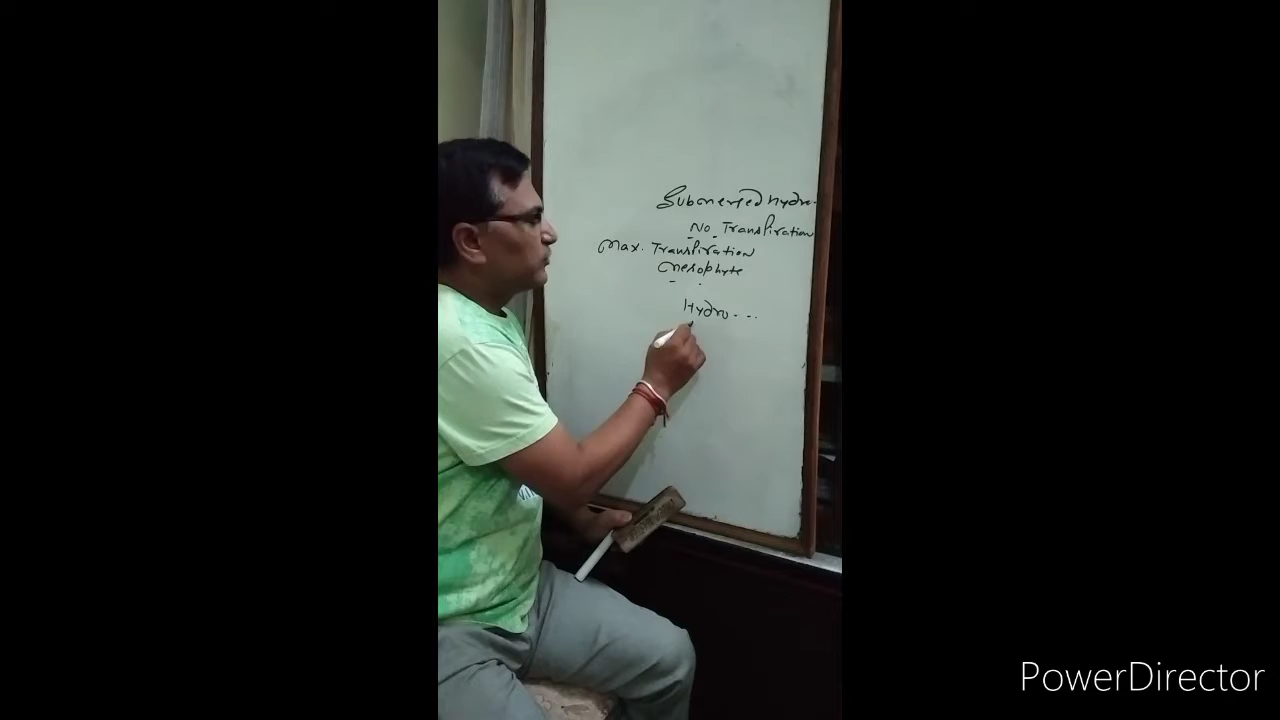 Submerged Hydro-
No Transpiration
Max. Transpiration
Mesophyte
Hydro...
PowerDirector